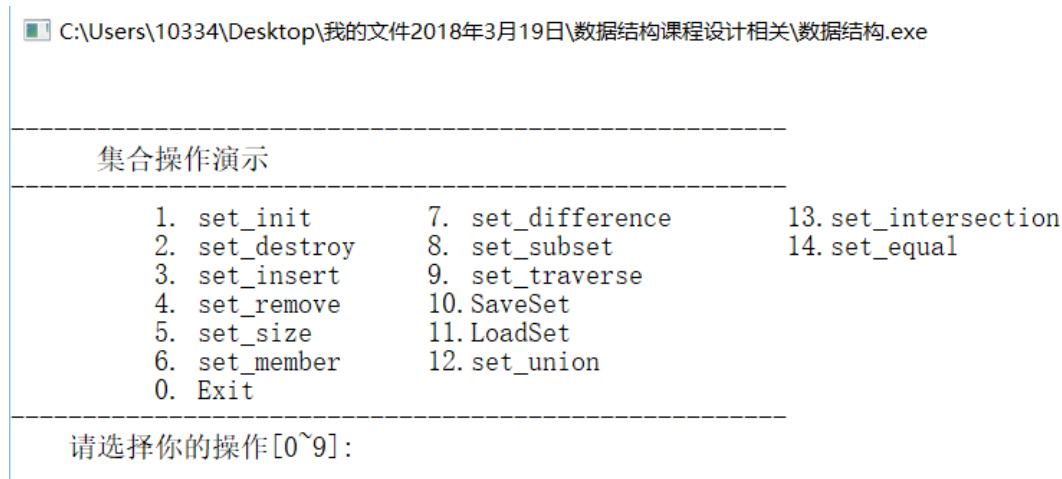 C:\Users\10334\Desktop\我的文件2018年3月19日\数据结构课程设计相关\数据结构.exe
------------------------------------------------------
集合操作演示
------------------------------------------------------
1. set_init 7. set_difference 13.set_intersection
2. set_destroy 8. set_subset 14.set_equal
3. set_insert 9. set_traverse
4. set_remove 10.SaveSet
5. set_size 11.LoadSet
6. set_member 12.set_union
0. Exit
------------------------------------------------------
请选择你的操作[0~9]: